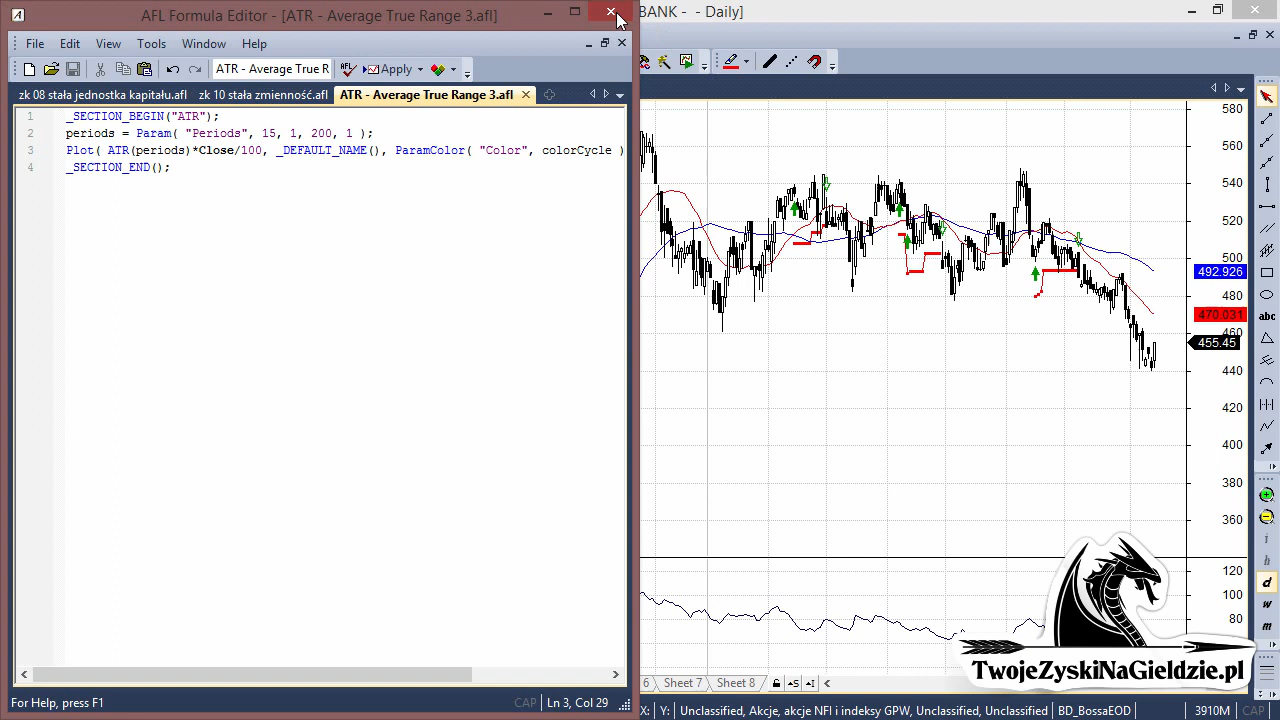 AFL Formula Editor - [ATR - Average True Range 3.afl]
BANK - - Daily]
File Edit View Tools Window Help
ATR - Average True R
Apply
zk 08 stała jednostka kapitału.afl zk 10 stała zmienność.afl ATR - Average True Range 3.afl
1 _SECTION_BEGIN("ATR");
2 periods = Param( "Periods", 15, 1, 200, 1 );
3 Plot( ATR(periods)*Close/100, _DEFAULT_NAME(), ParamColor( "Color", colorCycle )
4 _SECTION_END();
580
560
540
520
500
492.926
480
470.031
460
455.45
440
420
400
380
360
120
100
80
abc
i
h
d
w
m
TwojeZyskiNaGieldzie.pl
6 Sheet 7 Sheet 8
For Help, press F1
CAP
Ln 3, Col 29
X: Y: Unclassified, Akcje, akcje NFI i indeksy GPW, Unclassified, Unclassified BD_BossaEOD 3910M CAP